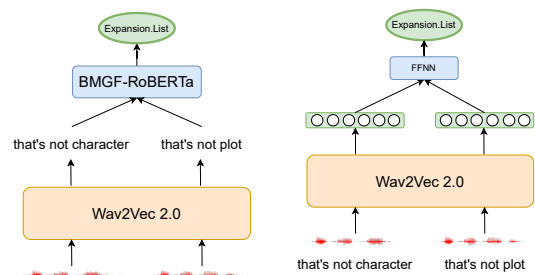 Expansion.List
BMGF-RoBERTa
that's not character
that's not plot
Wav2Vec 2.0
Expansion.List
FFNN
Wav2Vec 2.0
that's not character
that's not plot